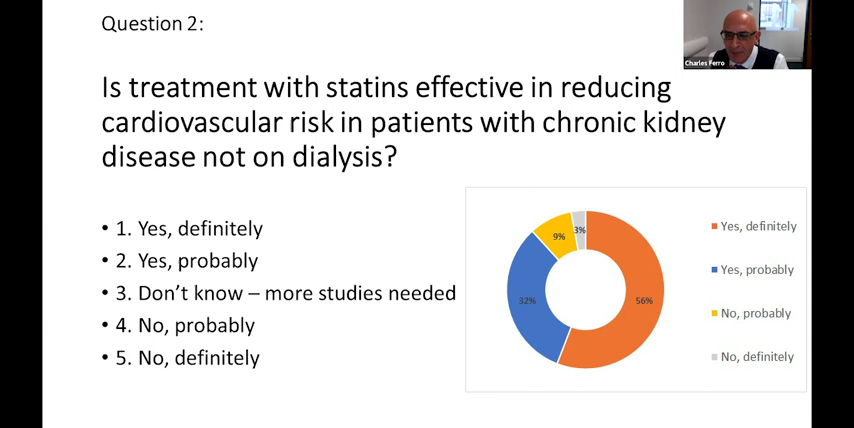 Question 2:
Charles Ferro
Is treatment with statins effective in reducing
cardiovascular risk in patients with chronic kidney
disease not on dialysis?
• 1. Yes, definitely
• 2. Yes, probably
• 3. Don’t know – more studies needed
• 4. No, probably
• 5. No, definitely
3%
9%
32%
56%
Yes, definitely
Yes, probably
No, probably
No, definitely